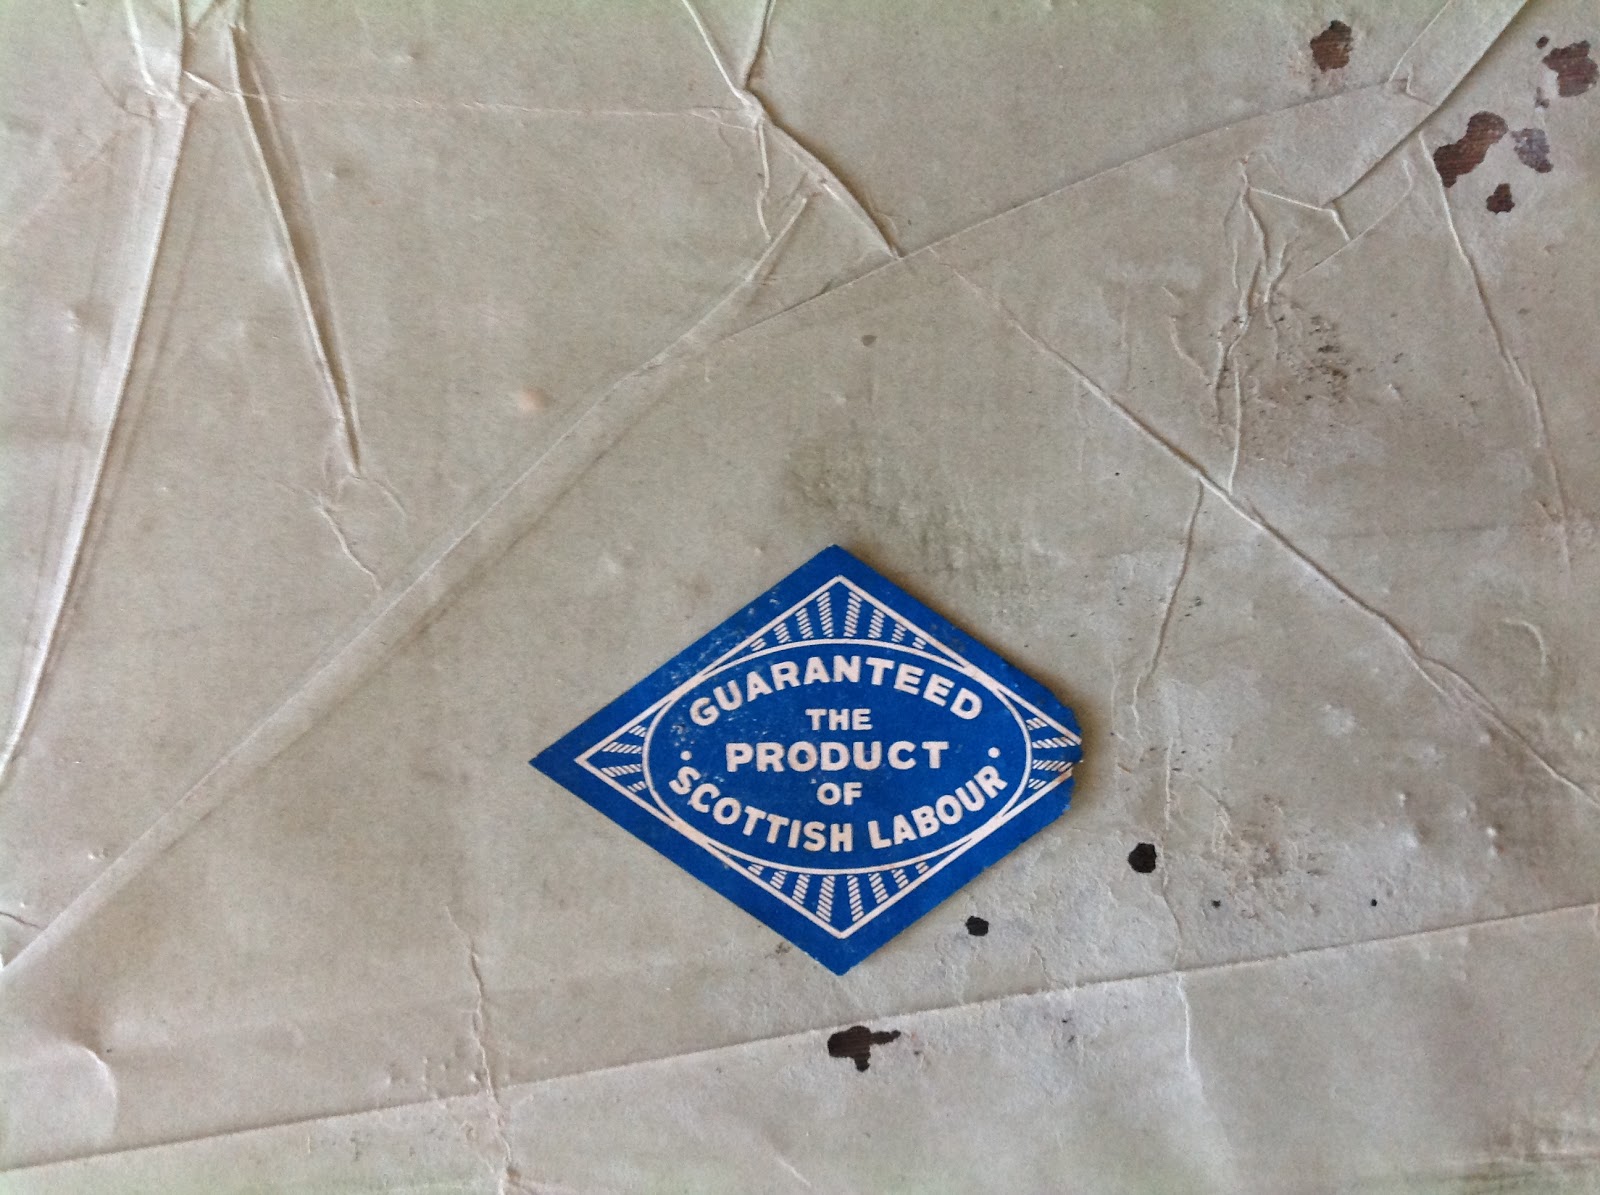 GUARANTEED
THE
PRODUCT
OF
SCOTTISH LABOUR